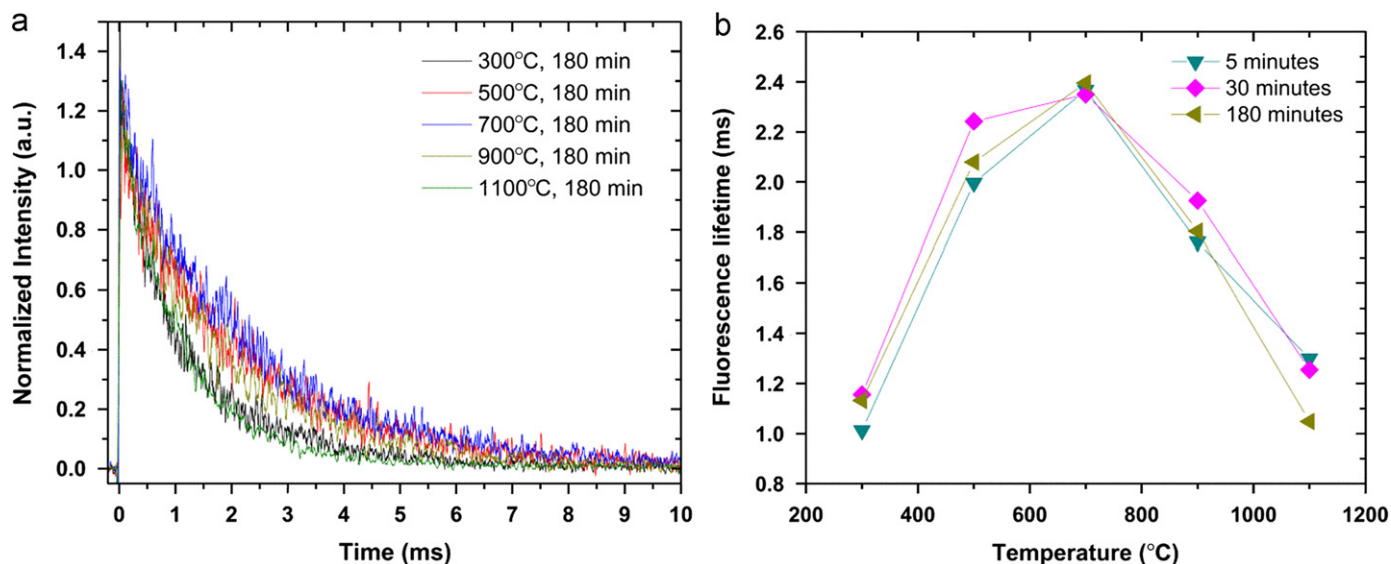 a
1.4
1.2
1.0
0.8
0.6
0.4
0.2
0.0
Normalized Intensity (a.u.)
300°C, 180 min
500°C, 180 min
700°C, 180 min
900°C, 180 min
1100°C, 180 min
0 1 2 3 4 5 6 7 8 9 10
Time (ms)
b
2.6
2.4
2.2
2.0
1.8
1.6
1.4
1.2
1.0
0.8
Fluorescence lifetime (ms)
5 minutes
30 minutes
180 minutes
200 400 600 800 1000 1200
Temperature (°C)